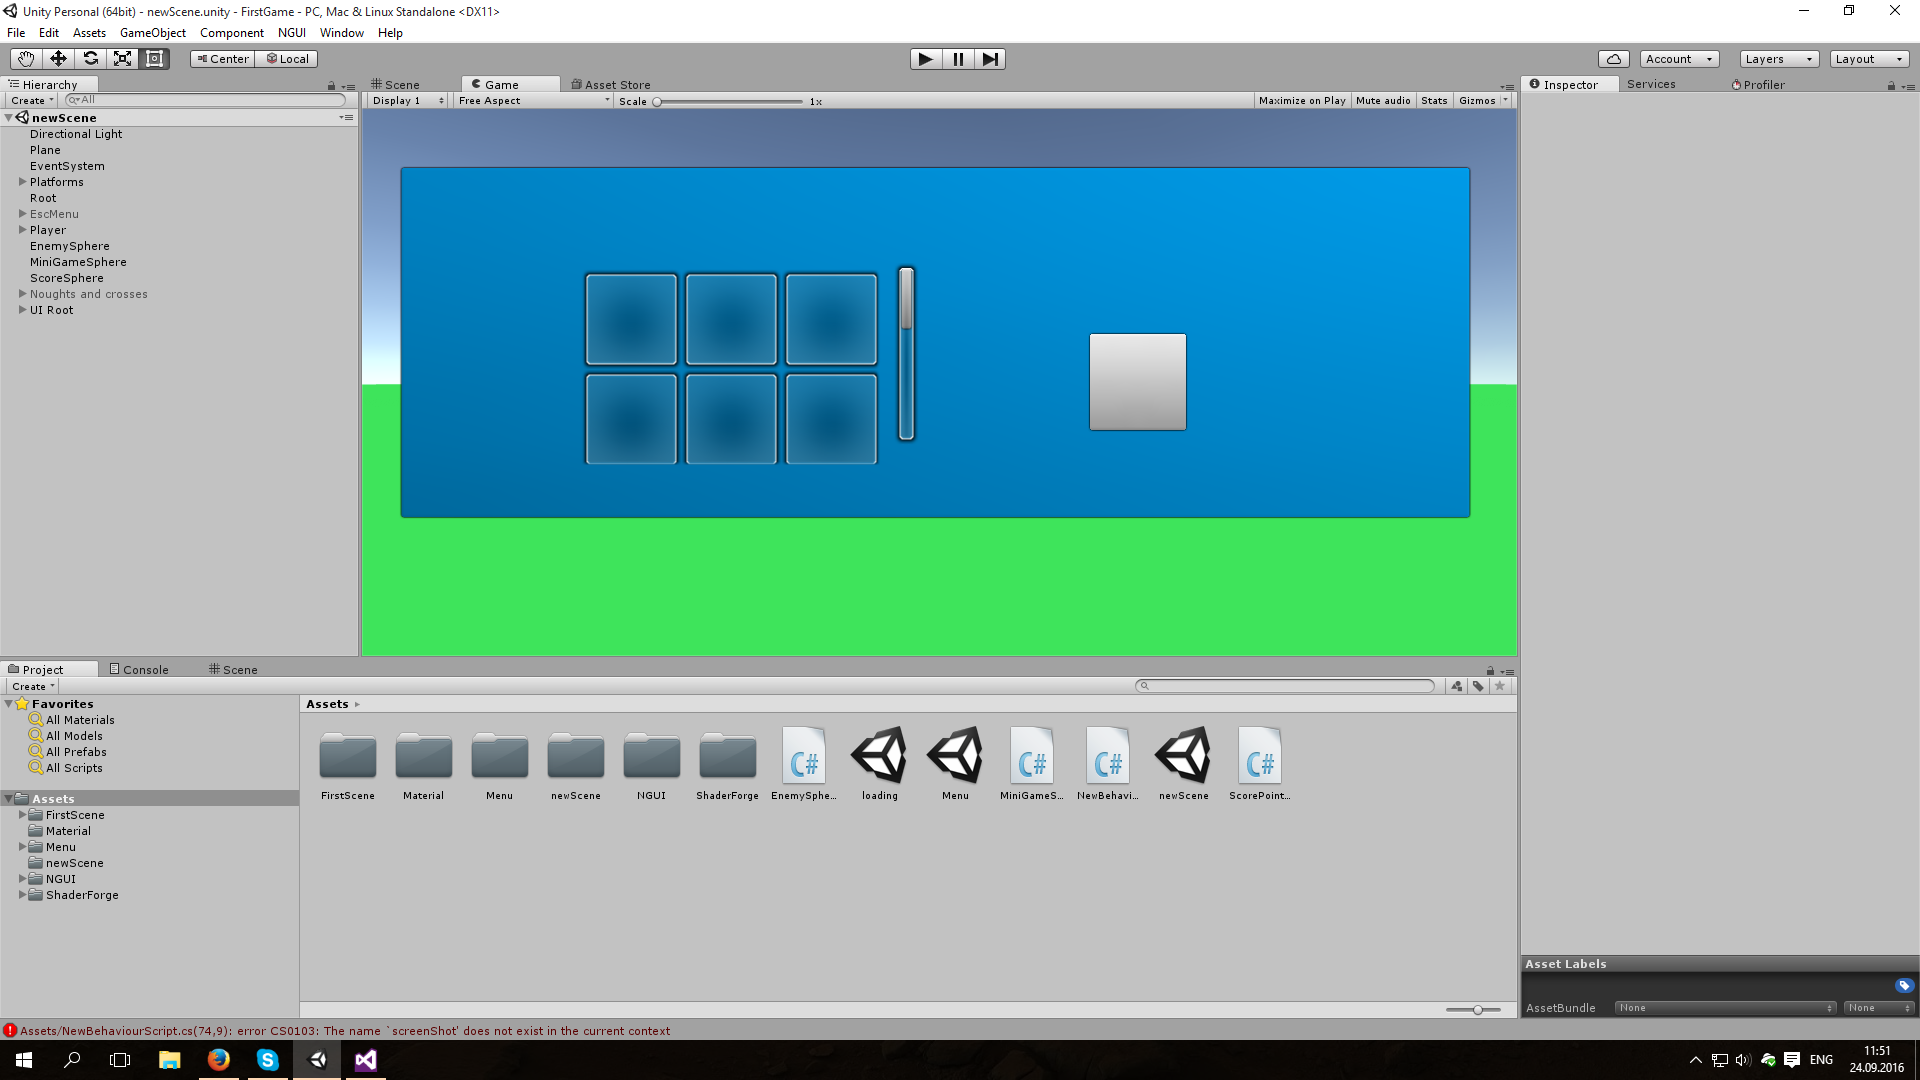 Unity Personal (64bit) - newScene.unity - FirstGame - PC, Mac & Linux Standalone <DX11>
File Edit Assets GameObject Component NGUI Window Help
Center Local Account Layers Layout
Hierarchy
Create All
newScene
Directional Light
Plane
EventSystem
Platforms
Root
EscMenu
Player
EnemySphere
MiniGameSphere
ScoreSphere
Noughts and crosses
UI Root
Scene Game Asset Store
Display 1 Free Aspect Scale 1x Maximize on Play Mute audio Stats Gizmos
Inspector Services Profiler
Project Console Scene
Create
Favorites
All Materials
All Models
All Prefabs
All Scripts
Assets
FirstScene
Material
Menu
newScene
NGUI
ShaderForge
Assets
FirstScene Material Menu newScene NGUI ShaderForge EnemySphe... loading Menu MiniGameS... NewBehavi... newScene ScorePoint...
C# C# C# C#
Asset Labels
AssetBundle None None
Assets/NewBehaviourScript.cs(74,9): error CS0103: The name `screenShot' does not exist in the current context
ENG
11:51
24.09.2016